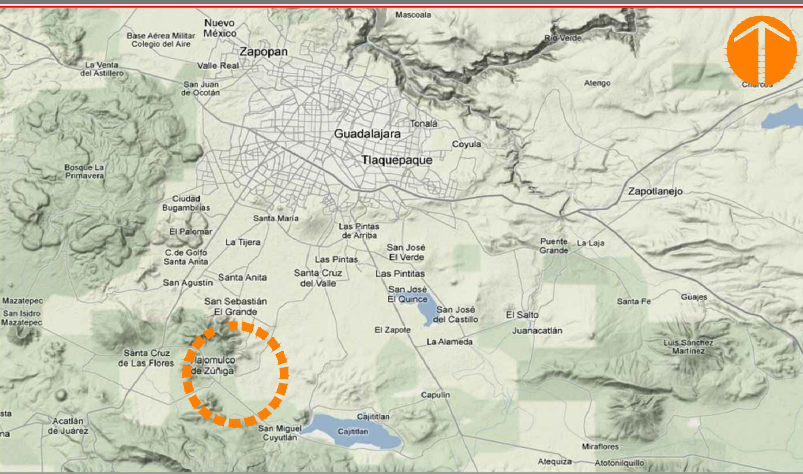 Mascoala
Nuevo
México
Base Aérea Militar
Colegio del Aire
Río Verde
Zapopan
La Venta
del Astillero
Valle Real
San Juan
de Ocotán
Atengo
Tonalá
Guadalajara
Coyula
Tlaquepaque
Bosque La
Primavera
Zapotlanejo
Ciudad
Bugambilias
Santa María
El Palomar
Las Pintas
de Arriba
La Tijera
C.de Golfo
Santa Anita
San José
El Verde
Puente
Grande
La Laja
Las Pintas
Santa Anita
Santa Cruz
del Valle
Las Pintitas
San Agustín
San José
El Quince
Mazatepec
San Isidro
Mazatepec
San Sebastián
El Grande
Santa Fe
Guajes
San José
del Castillo
El Salto
Juanacatlán
El Zapote
La Alameda
Luis Sánchez
Martínez
Santa Cruz
de Las Flores
Tlajomulco
de Zúñiga
Capulín
Cajititlán
Cajititlán
Acatlán
de Juárez
San Miguel
Cuyutlán
Miraflores
Atequiza
Atotonilquillo